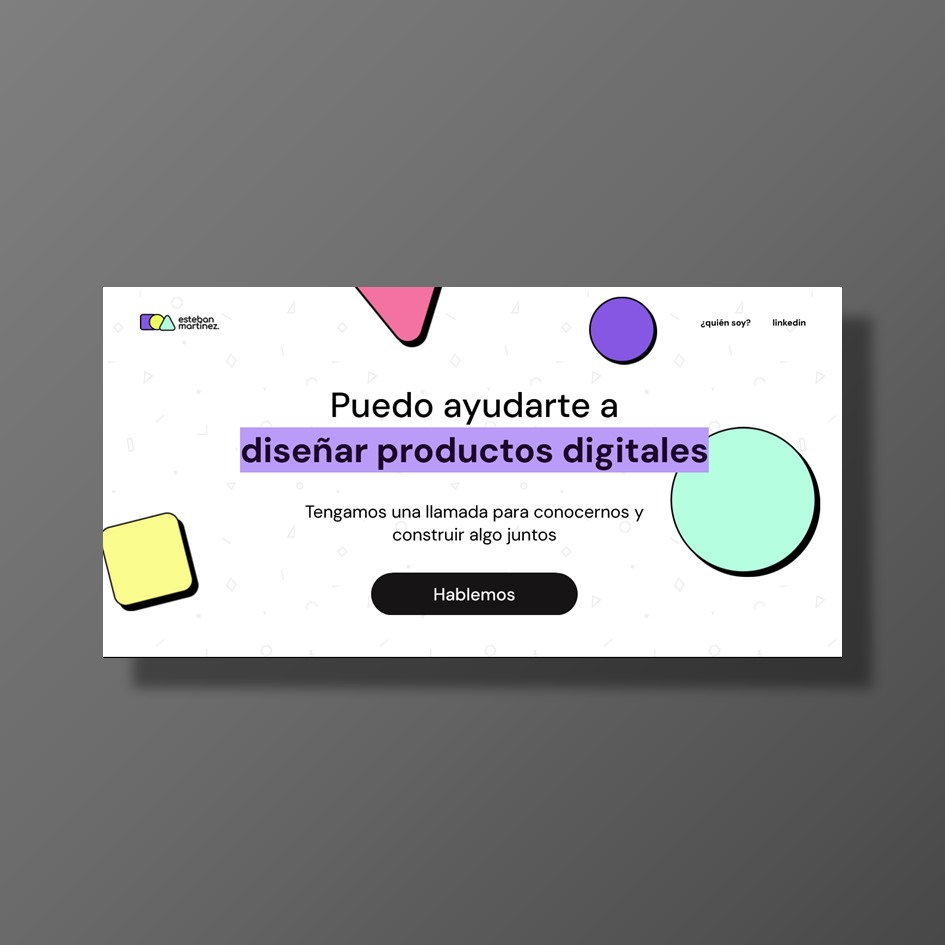 esteban
martinez.
¿quién soy? linkedin
Puedo ayudarte a
diseñar productos digitales
Tengamos una llamada para conocernos y
construir algo juntos
Hablemos